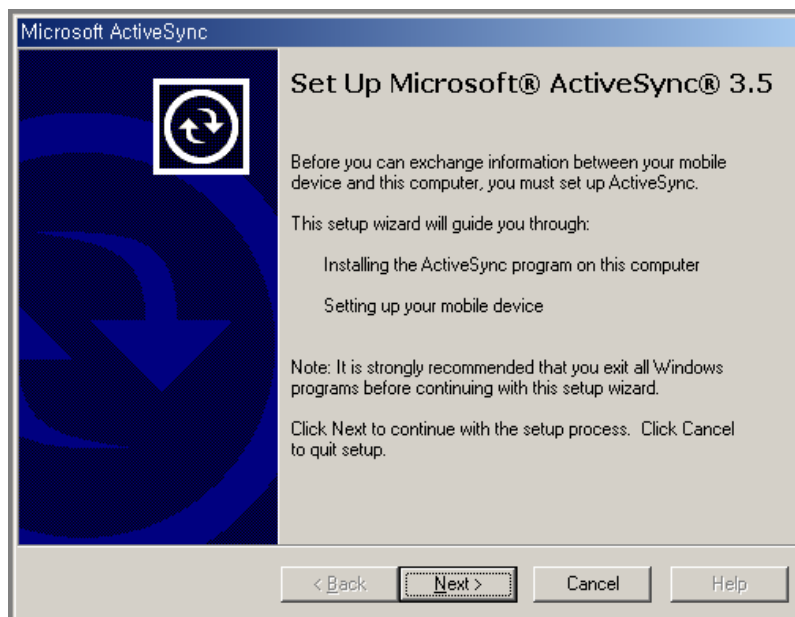 Microsoft ActiveSync
Set Up Microsoft® ActiveSync® 3.5
Before you can exchange information between your mobile
device and this computer, you must set up ActiveSync.
This setup wizard will guide you through:
Installing the ActiveSync program on this computer
Setting up your mobile device
Note: It is strongly recommended that you exit all Windows
programs before continuing with this setup wizard.
Click Next to continue with the setup process. Click Cancel
to quit setup.
< Back Next > Cancel Help